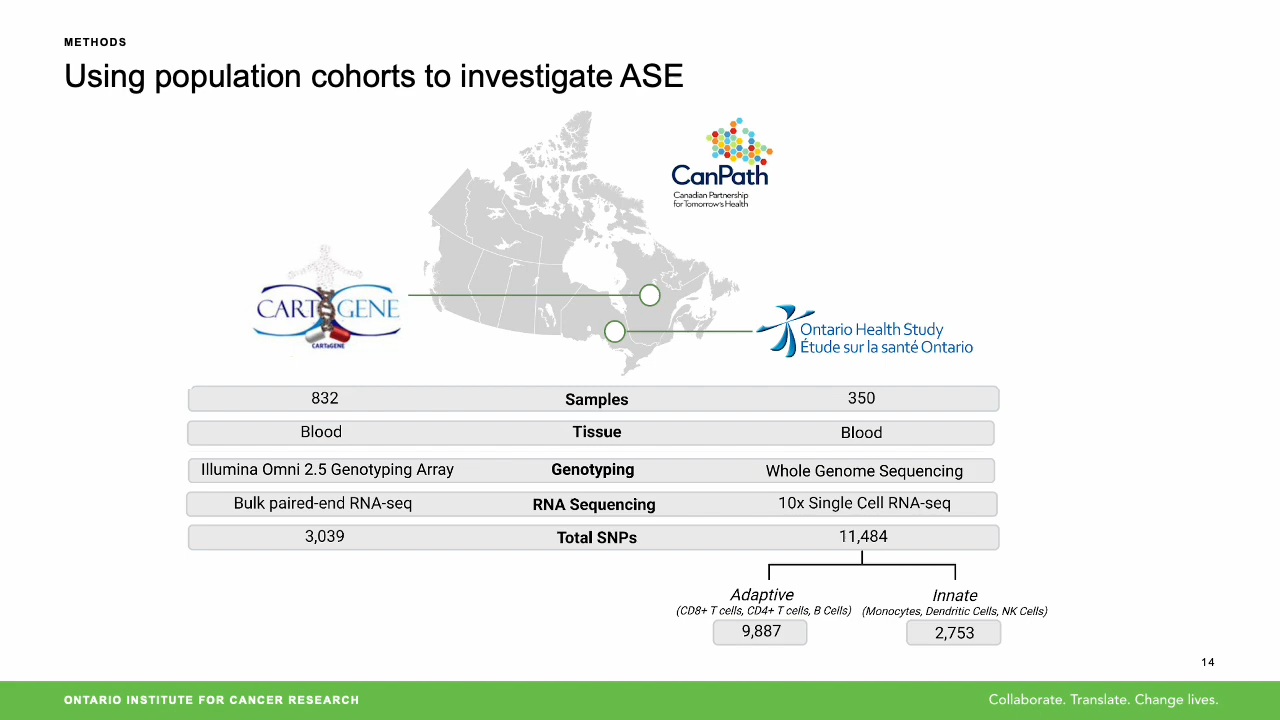 METHODS
Using population cohorts to investigate ASE
CanPath
Canadian Partnership
for Tomorrow's Health
CARTaGENE
CARTaGENE
Ontario Health Study
Étude sur la santé Ontario
832 Samples 350
Blood Tissue Blood
Illumina Omni 2.5 Genotyping Array Genotyping Whole Genome Sequencing
Bulk paired-end RNA-seq RNA Sequencing 10x Single Cell RNA-seq
3,039 Total SNPs 11,484
Adaptive Innate
(CD8+ T cells, CD4+ T cells, B Cells) (Monocytes, Dendritic Cells, NK Cells)
9,887 2,753
14
ONTARIO INSTITUTE FOR CANCER RESEARCH Collaborate. Translate. Change lives.